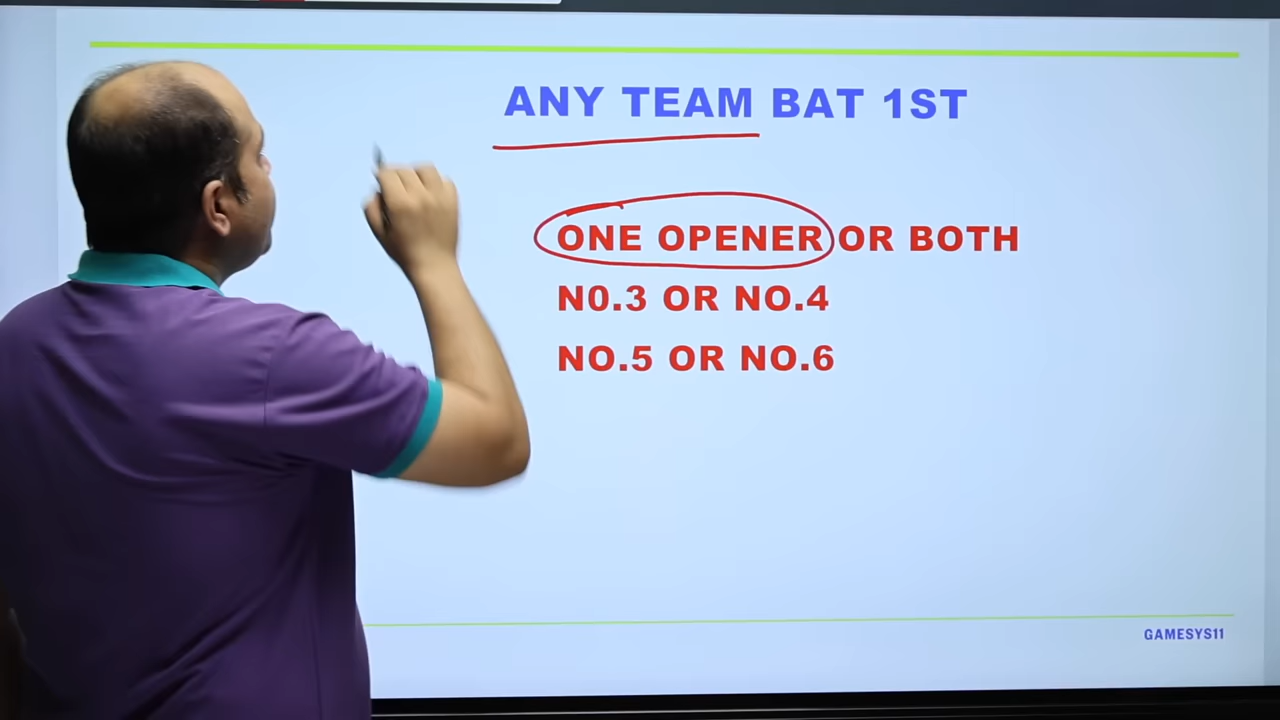 ANY TEAM BAT 1ST
ONE OPENER OR BOTH
N0.3 OR NO.4
NO.5 OR NO.6
GAMESYS11